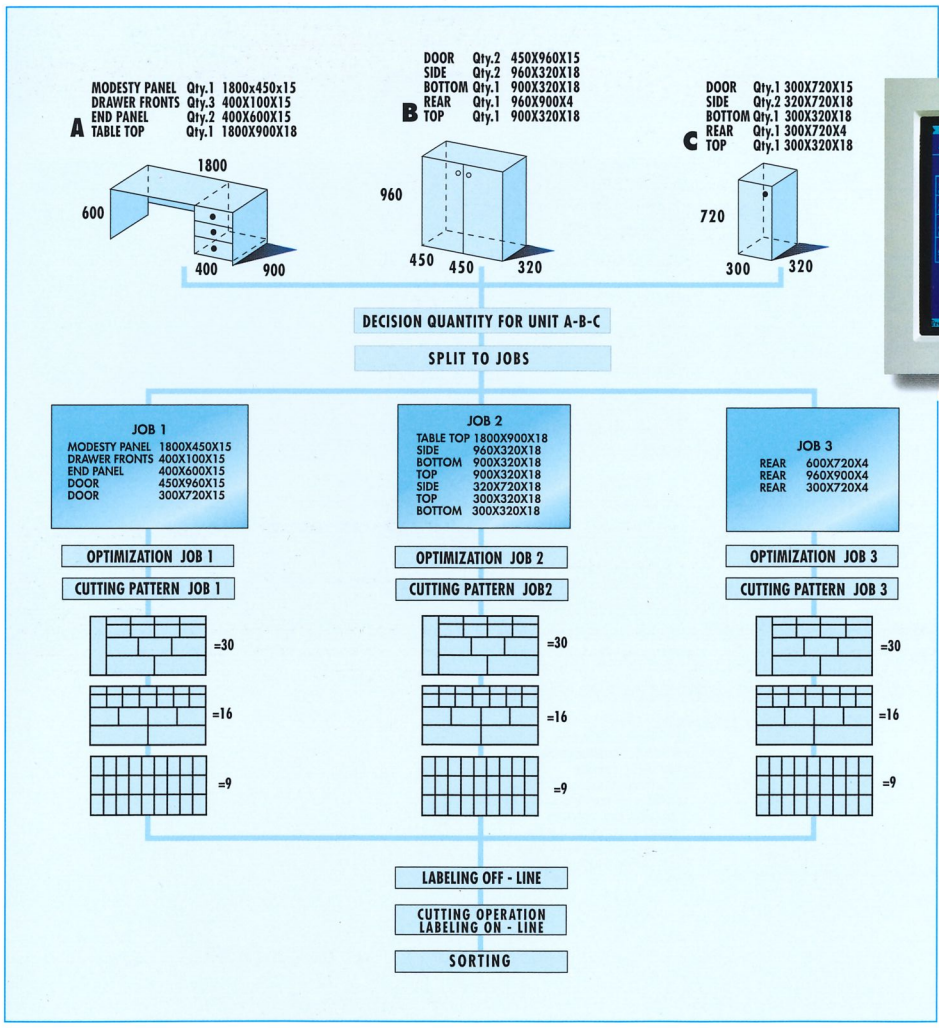 MODESTY PANEL Qty.1 1800x450x15
DRAWER FRONTS Qty.3 400X100X15
END PANEL Qty.2 400X600X15
A TABLE TOP Qty.1 1800X900X18
1800
600
400 900
DOOR Qty.2 450X960X15
SIDE Qty.2 960X320X18
BOTTOM Qty.1 900X320X18
REAR Qty.1 960X900X4
B TOP Qty.1 900X320X18
960
450 450 320
DOOR Qty.1 300X720X15
SIDE Qty.2 320X720X18
BOTTOM Qty.1 300X320X18
REAR Qty.1 300X720X4
C TOP Qty.1 300X320X18
720
300 320
DECISION QUANTITY FOR UNIT A-B-C
SPLIT TO JOBS
JOB 1
MODESTY PANEL 1800X450X15
DRAWER FRONTS 400X100X15
END PANEL 400X600X15
DOOR 450X960X15
DOOR 300X720X15
JOB 2
TABLE TOP 1800X900X18
SIDE 960X320X18
BOTTOM 900X320X18
TOP 900X320X18
SIDE 320X720X18
TOP 300X320X18
BOTTOM 300X320X18
JOB 3
REAR 600X720X4
REAR 960X900X4
REAR 300X720X4
OPTIMIZATION JOB 1
CUTTING PATTERN JOB 1
=30
=16
=9
OPTIMIZATION JOB 2
CUTTING PATTERN JOB2
=30
=16
=9
OPTIMIZATION JOB 3
CUTTING PATTERN JOB 3
=30
=16
=9
LABELING OFF - LINE
CUTTING OPERATION
LABELING ON - LINE
SORTING